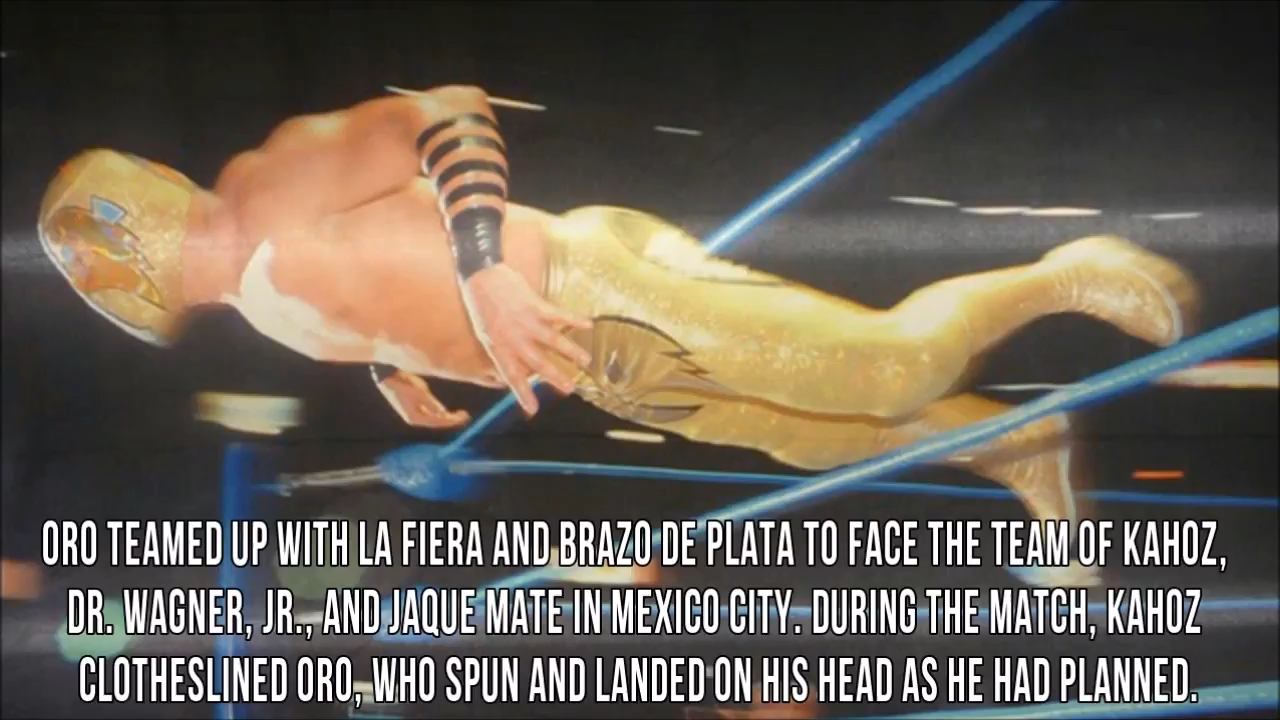 ORO TEAMED UP WITH LA FIERA AND BRAZO DE PLATA TO FACE THE TEAM OF KAHOZ,
DR. WAGNER, JR., AND JAQUE MATE IN MEXICO CITY. DURING THE MATCH, KAHOZ
CLOTHESLINED ORO, WHO SPUN AND LANDED ON HIS HEAD AS HE HAD PLANNED.